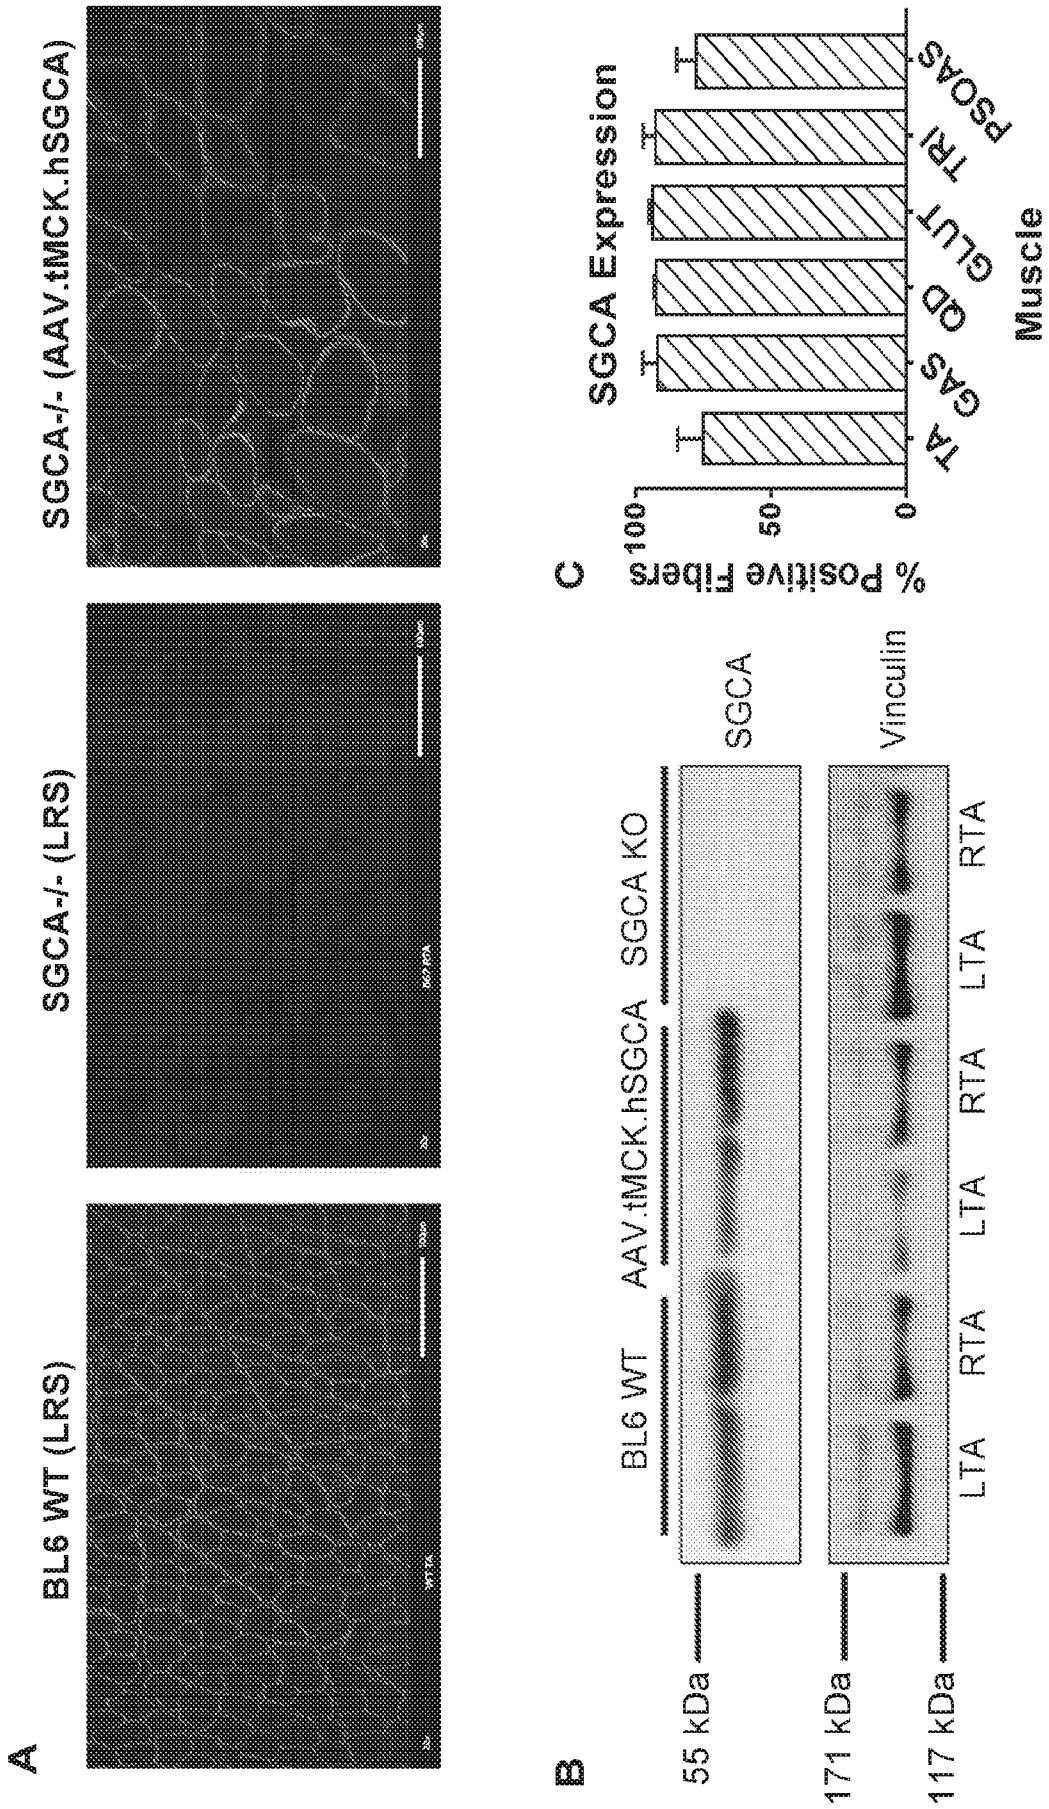 A
BL6 WT (LRS)
SGCA-/- (LRS)
SGCA-/- (AAV.tMCK.hSGCA)
WT TA
B
BL6 WT
AAV.tMCK.hSGCA
SGCA KO
55 kDa
SGCA
171 kDa
117 kDa
Vinculin
LTA
RTA
LTA
RTA
LTA
RTA
C
SGCA Expression
% Positive Fibers
100
50
0
TA
GAS
QD
GLUT
TRI
PSOAS
Muscle